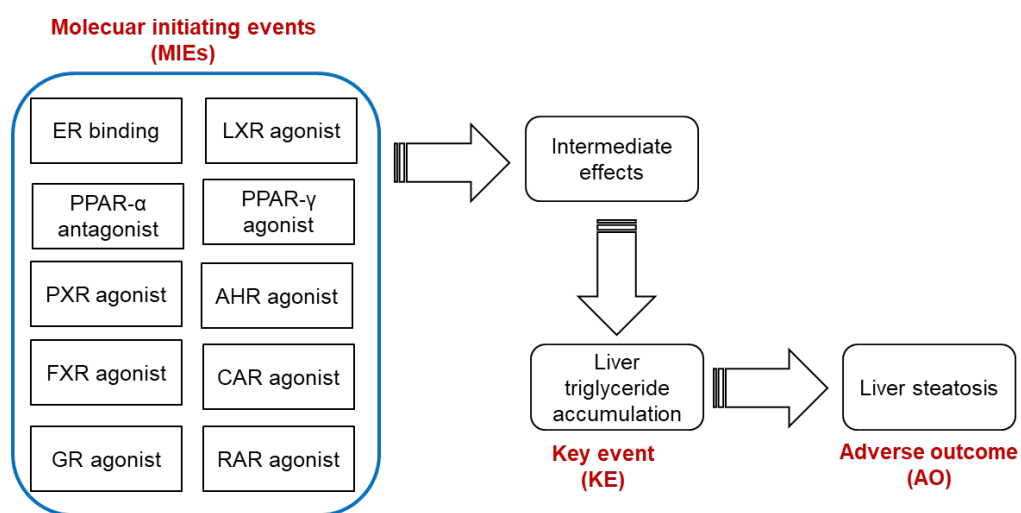 Molecuar initiating events
(MIEs)
ER binding
LXR agonist
PPAR-α
antagonist
PPAR-γ
agonist
PXR agonist
AHR agonist
FXR agonist
CAR agonist
GR agonist
RAR agonist
Intermediate
effects
Liver
triglyceride
accumulation
Key event
(KE)
Liver steatosis
Adverse outcome
(AO)